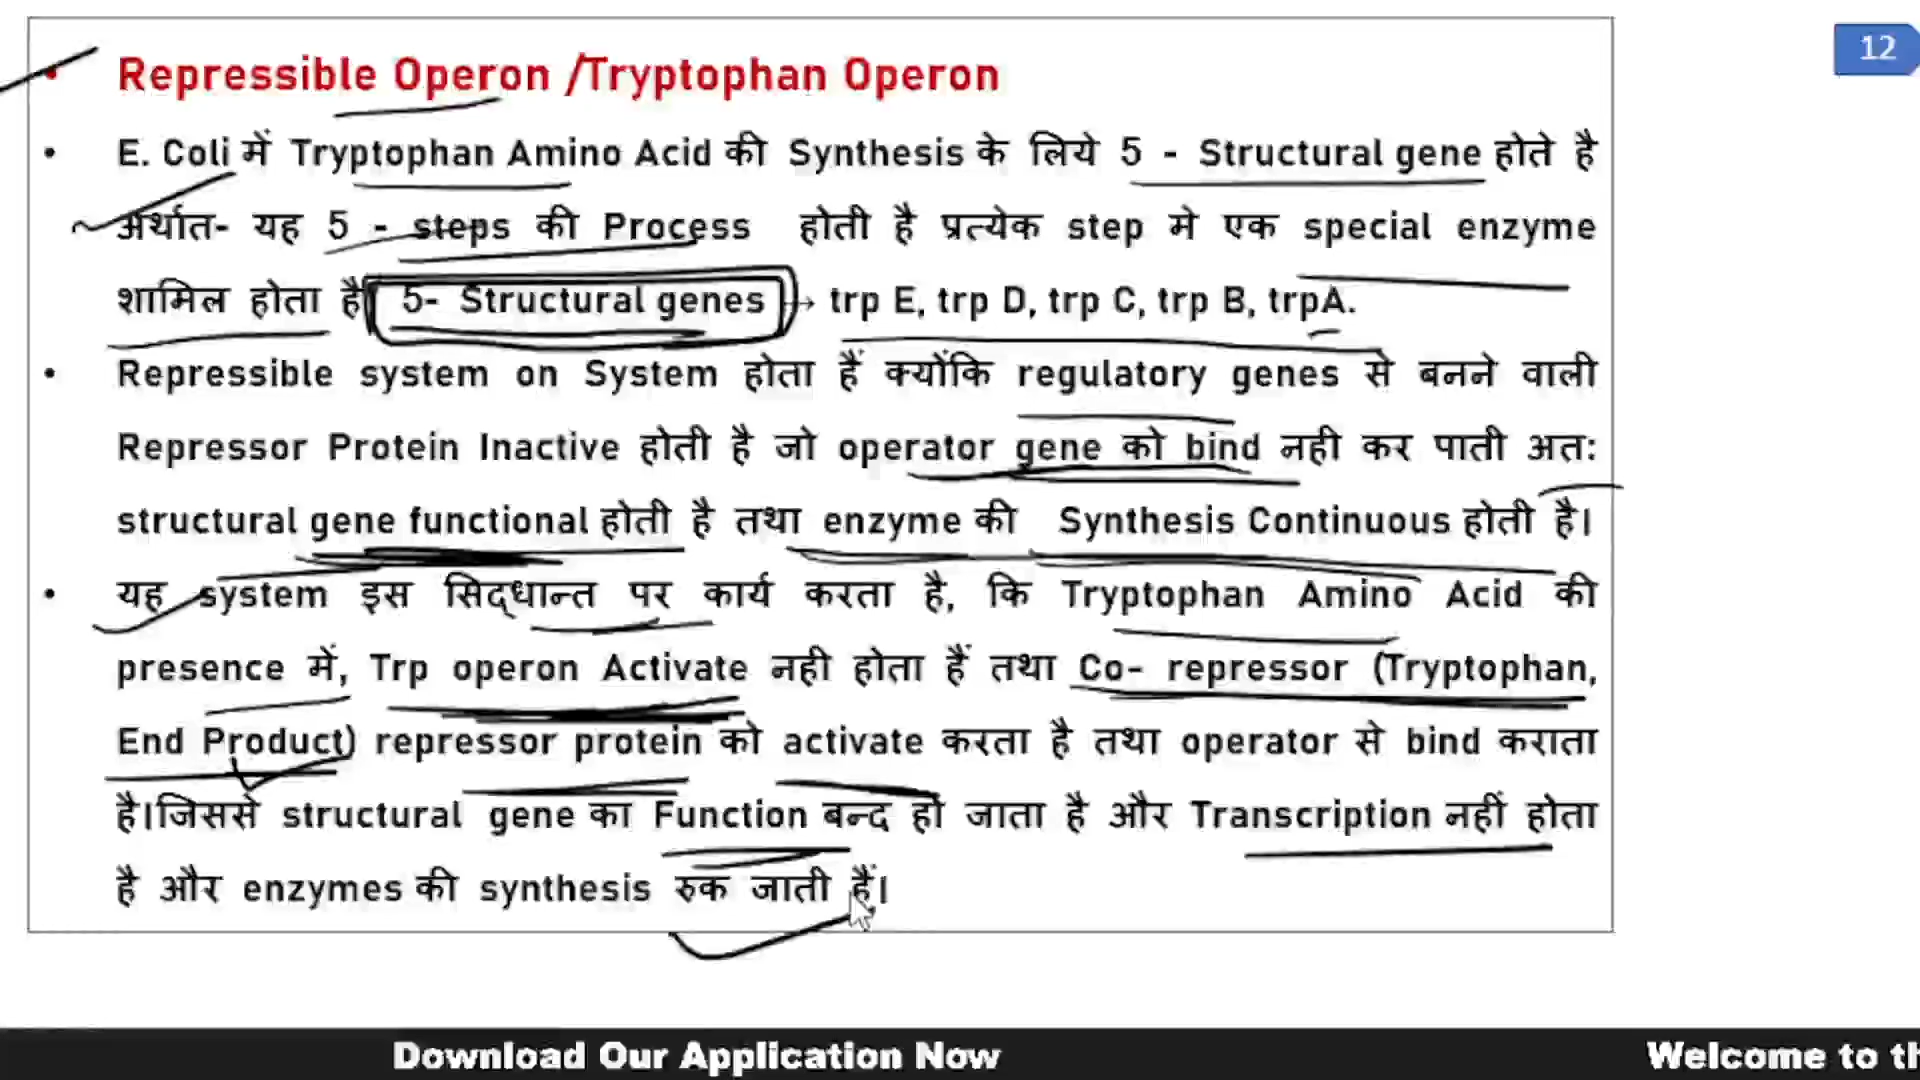 12
• Repressible Operon /Tryptophan Operon
• E. Coli में Tryptophan Amino Acid की Synthesis के लिये 5 - Structural gene होते है
अर्थात- यह 5 - steps की Process होती है प्रत्येक step मे एक special enzyme
शामिल होता है 5- Structural genes → trp E, trp D, trp C, trp B, trpA.
• Repressible system on System होता हैं क्योंकि regulatory genes से बनने वाली
Repressor Protein Inactive होती है जो operator gene को bind नही कर पाती अतः
structural gene functional होती है तथा enzyme की Synthesis Continuous होती है।
• यह system इस सिद्धान्त पर कार्य करता है, कि Tryptophan Amino Acid की
presence में, Trp operon Activate नही होता हैं तथा Co- repressor (Tryptophan,
End Product) repressor protein को activate करता है तथा operator से bind कराता
है।जिससे structural gene का Function बन्द हो जाता है और Transcription नहीं होता
है और enzymes की synthesis रुक जाती हैं।
Download Our Application Now Welcome to th